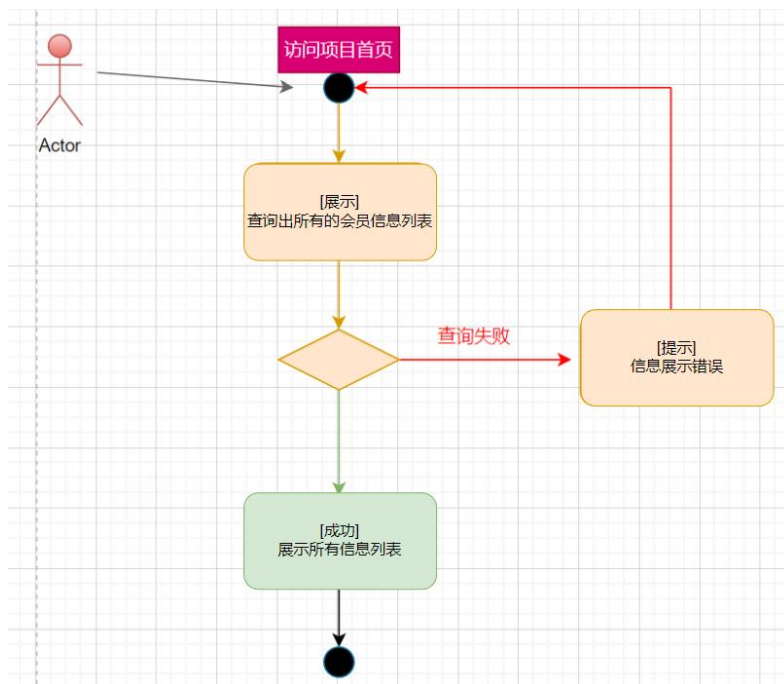 访问项目首页
Actor
[展示]
查询出所有的会员信息列表
查询失败
[提示]
信息展示错误
[成功]
展示所有信息列表